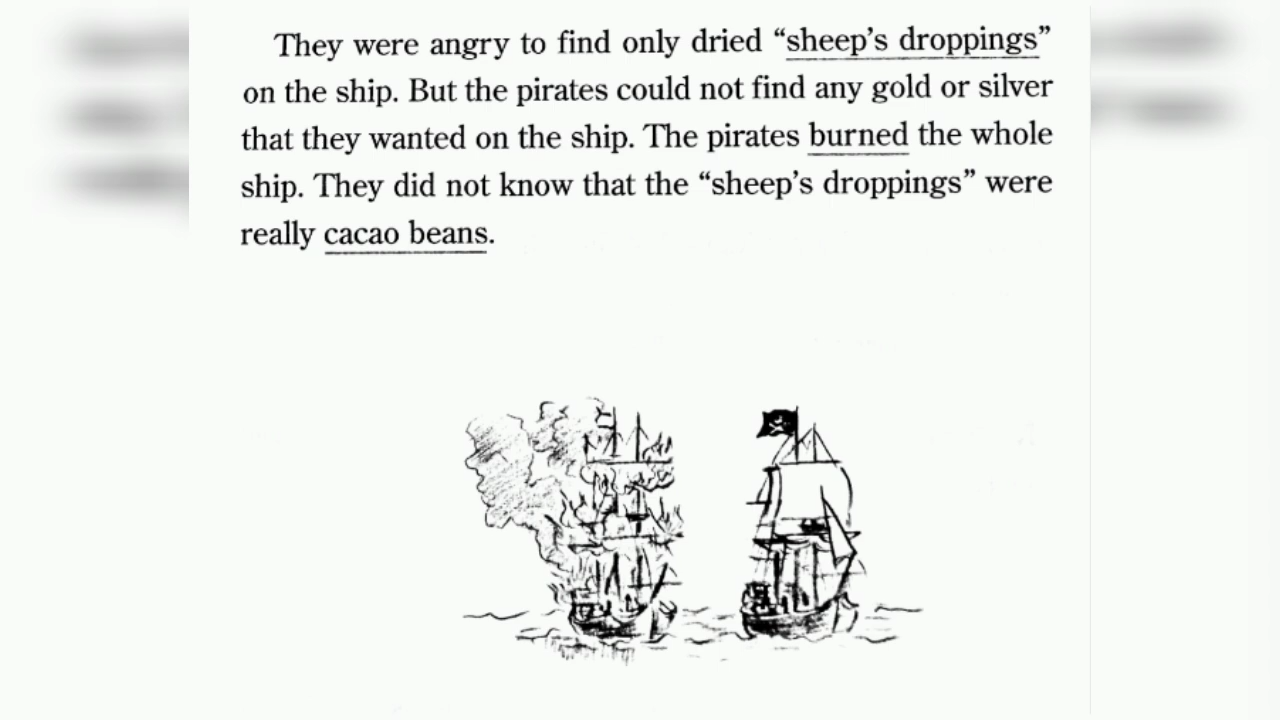 They were angry to find only dried “sheep’s droppings”
on the ship. But the pirates could not find any gold or silver
that they wanted on the ship. The pirates burned the whole
ship. They did not know that the “sheep’s droppings” were
really cacao beans.